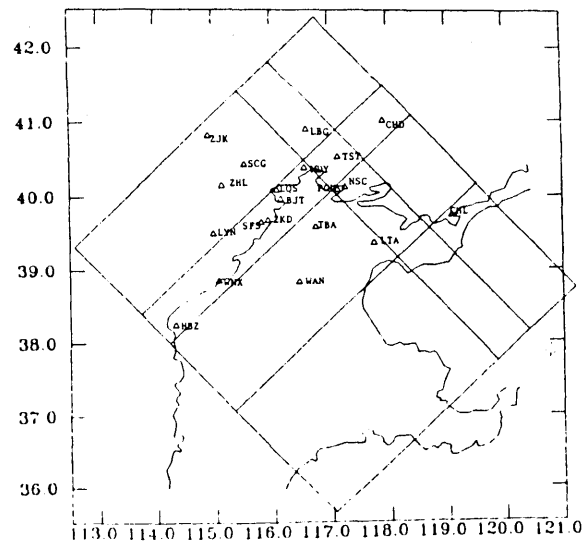 42.0
41.0
40.0
39.0
38.0
37.0
36.0
113.0 114.0 115.0 116.0 117.0 118.0 119.0 120.0 121.0
ZJK
LBG
CHD
SCG
TST
ZHL
NSC
BJT
LYN
ZKD
TBA
LTA
WAN
HBZ